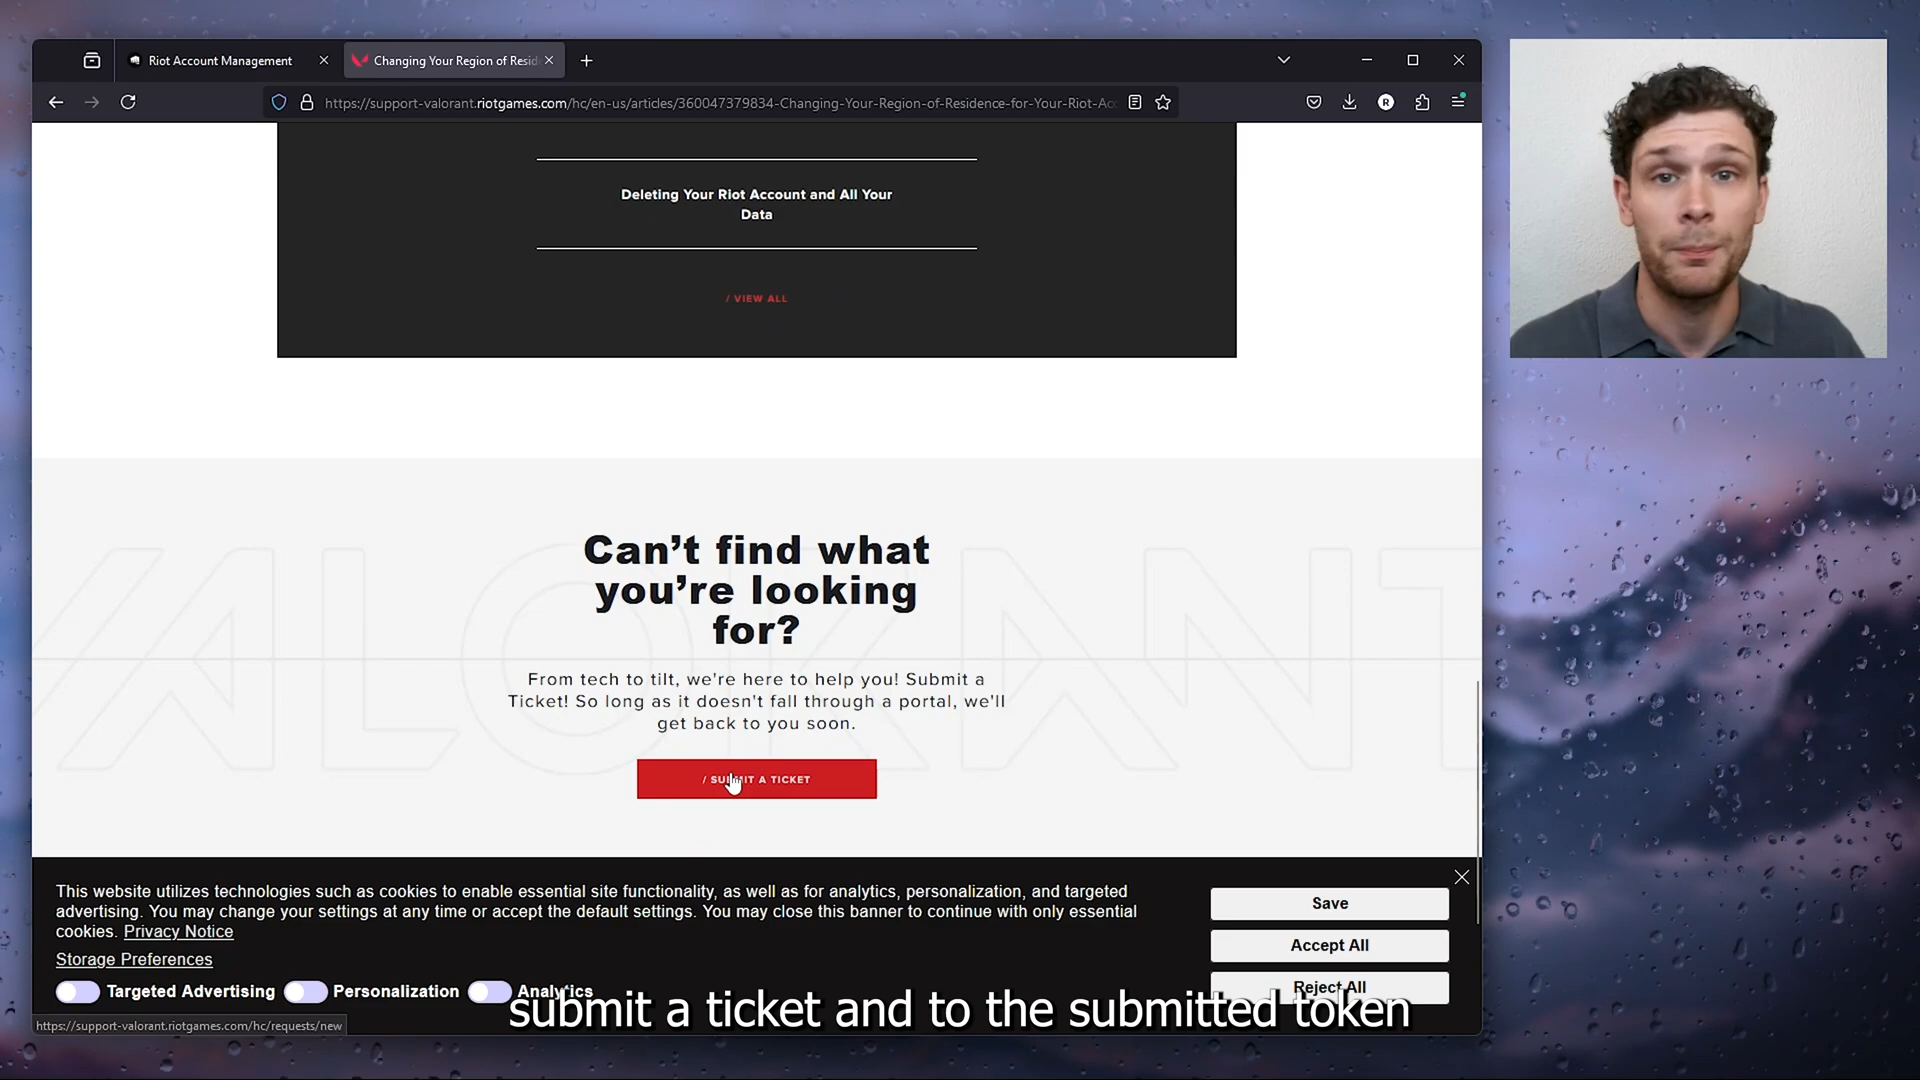 Riot Account Management
Changing Your Region of Resid
https://support-valorant.riotgames.com/hc/en-us/articles/360047379834-Changing-Your-Region-of-Residence-for-Your-Riot-Ac
R
Deleting Your Riot Account and All Your
Data
/ VIEW ALL
VALORANT
Can’t find what
you’re looking
for?
From tech to tilt, we're here to help you! Submit a
Ticket! So long as it doesn't fall through a portal, we'll
get back to you soon.
/ SUBMIT A TICKET
This website utilizes technologies such as cookies to enable essential site functionality, as well as for analytics, personalization, and targeted
advertising. You may change your settings at any time or accept the default settings. You may close this banner to continue with only essential
cookies. Privacy Notice
Storage Preferences
Targeted Advertising Personalization Analytics
Save
Accept All
Reject All
submit a ticket and to the submitted token
https://support-valorant.riotgames.com/hc/requests/new